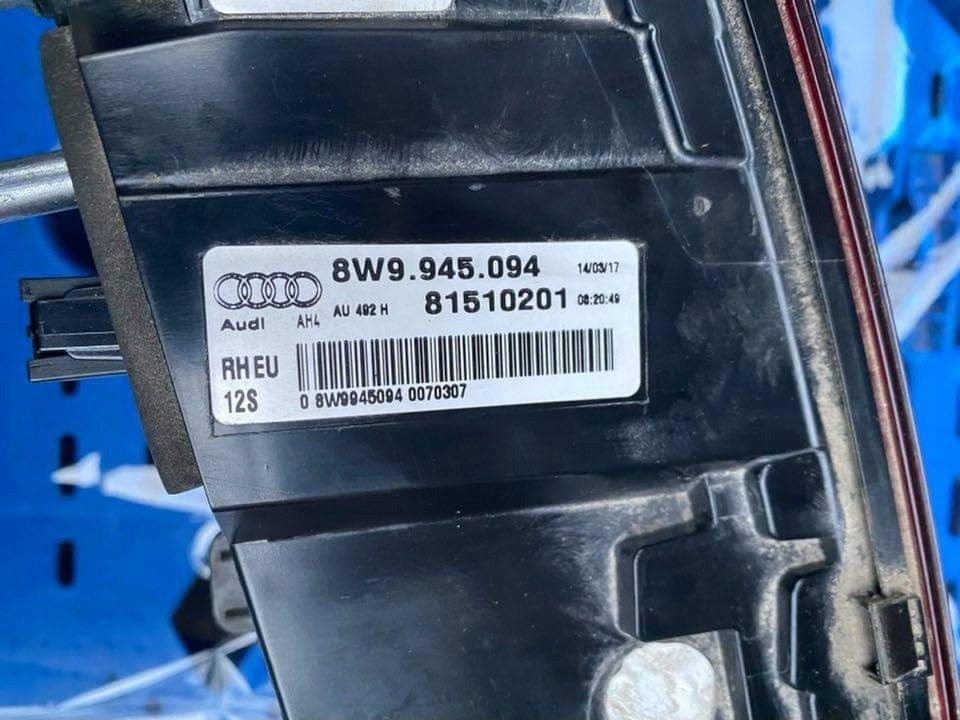 8W9.945.094 14/03/17
Audi AH4 AU 492 H 81510201 08:20:49
RH EU
12S 0 8W9945094 0070307